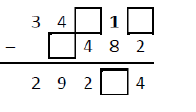 3 4 □ 1 □
– □ 4 8 2
2 9 2 □ 4